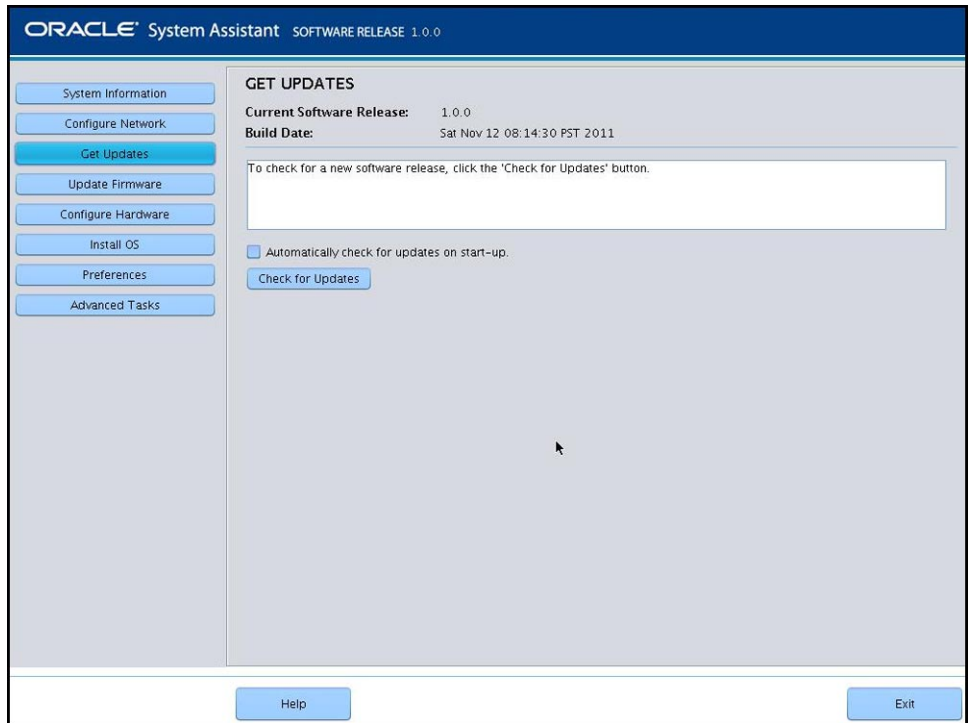 ORACLE System Assistant SOFTWARE RELEASE 1.0.0
System Information
Configure Network
Get Updates
Update Firmware
Configure Hardware
Install OS
Preferences
Advanced Tasks
GET UPDATES
Current Software Release: 1.0.0
Build Date: Sat Nov 12 08:14:30 PST 2011
To check for a new software release, click the 'Check for Updates' button.
Automatically check for updates on start-up.
Check for Updates
Help
Exit